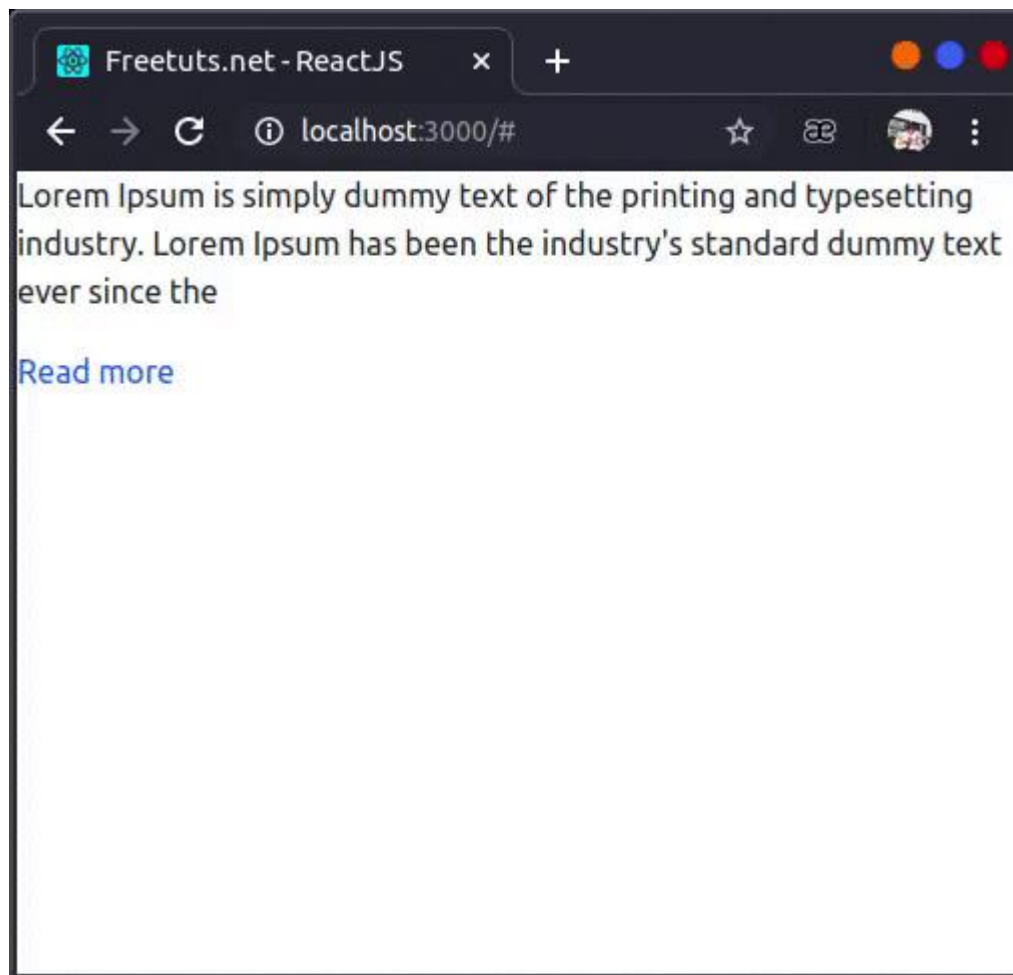 Freetuts.net - ReactJS
localhost:3000/#
Lorem Ipsum is simply dummy text of the printing and typesetting
industry. Lorem Ipsum has been the industry's standard dummy text
ever since the
Read more